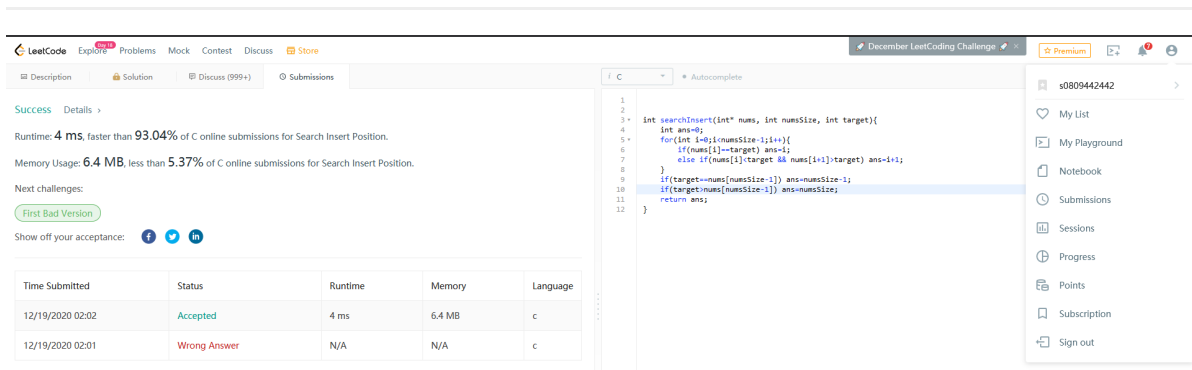 LeetCode Explore Day 18 Problems Mock Contest Discuss Store
December LeetCoding Challenge ×
Premium
Description Solution Discuss (999+) Submissions
Success Details >
Runtime: 4 ms, faster than 93.04% of C online submissions for Search Insert Position.
Memory Usage: 6.4 MB, less than 5.37% of C online submissions for Search Insert Position.
Next challenges:
First Bad Version
Show off your acceptance:
Time Submitted Status Runtime Memory Language
12/19/2020 02:02 Accepted 4 ms 6.4 MB c
12/19/2020 02:01 Wrong Answer N/A N/A c
i C Autocomplete
1
2
3 int searchInsert(int* nums, int numsSize, int target){
4 int ans=0;
5 for(int i=0;i<numsSize-1;i++){
6 if(nums[i]==target) ans=i;
7 else if(nums[i]<target && nums[i+1]>target) ans=i+1;
8 }
9 if(target==nums[numsSize-1]) ans=numsSize-1;
10 if(target>nums[numsSize-1]) ans=numsSize;
11 return ans;
12 }
s0809442442
My List
My Playground
Notebook
Submissions
Sessions
Progress
Points
Subscription
Sign out